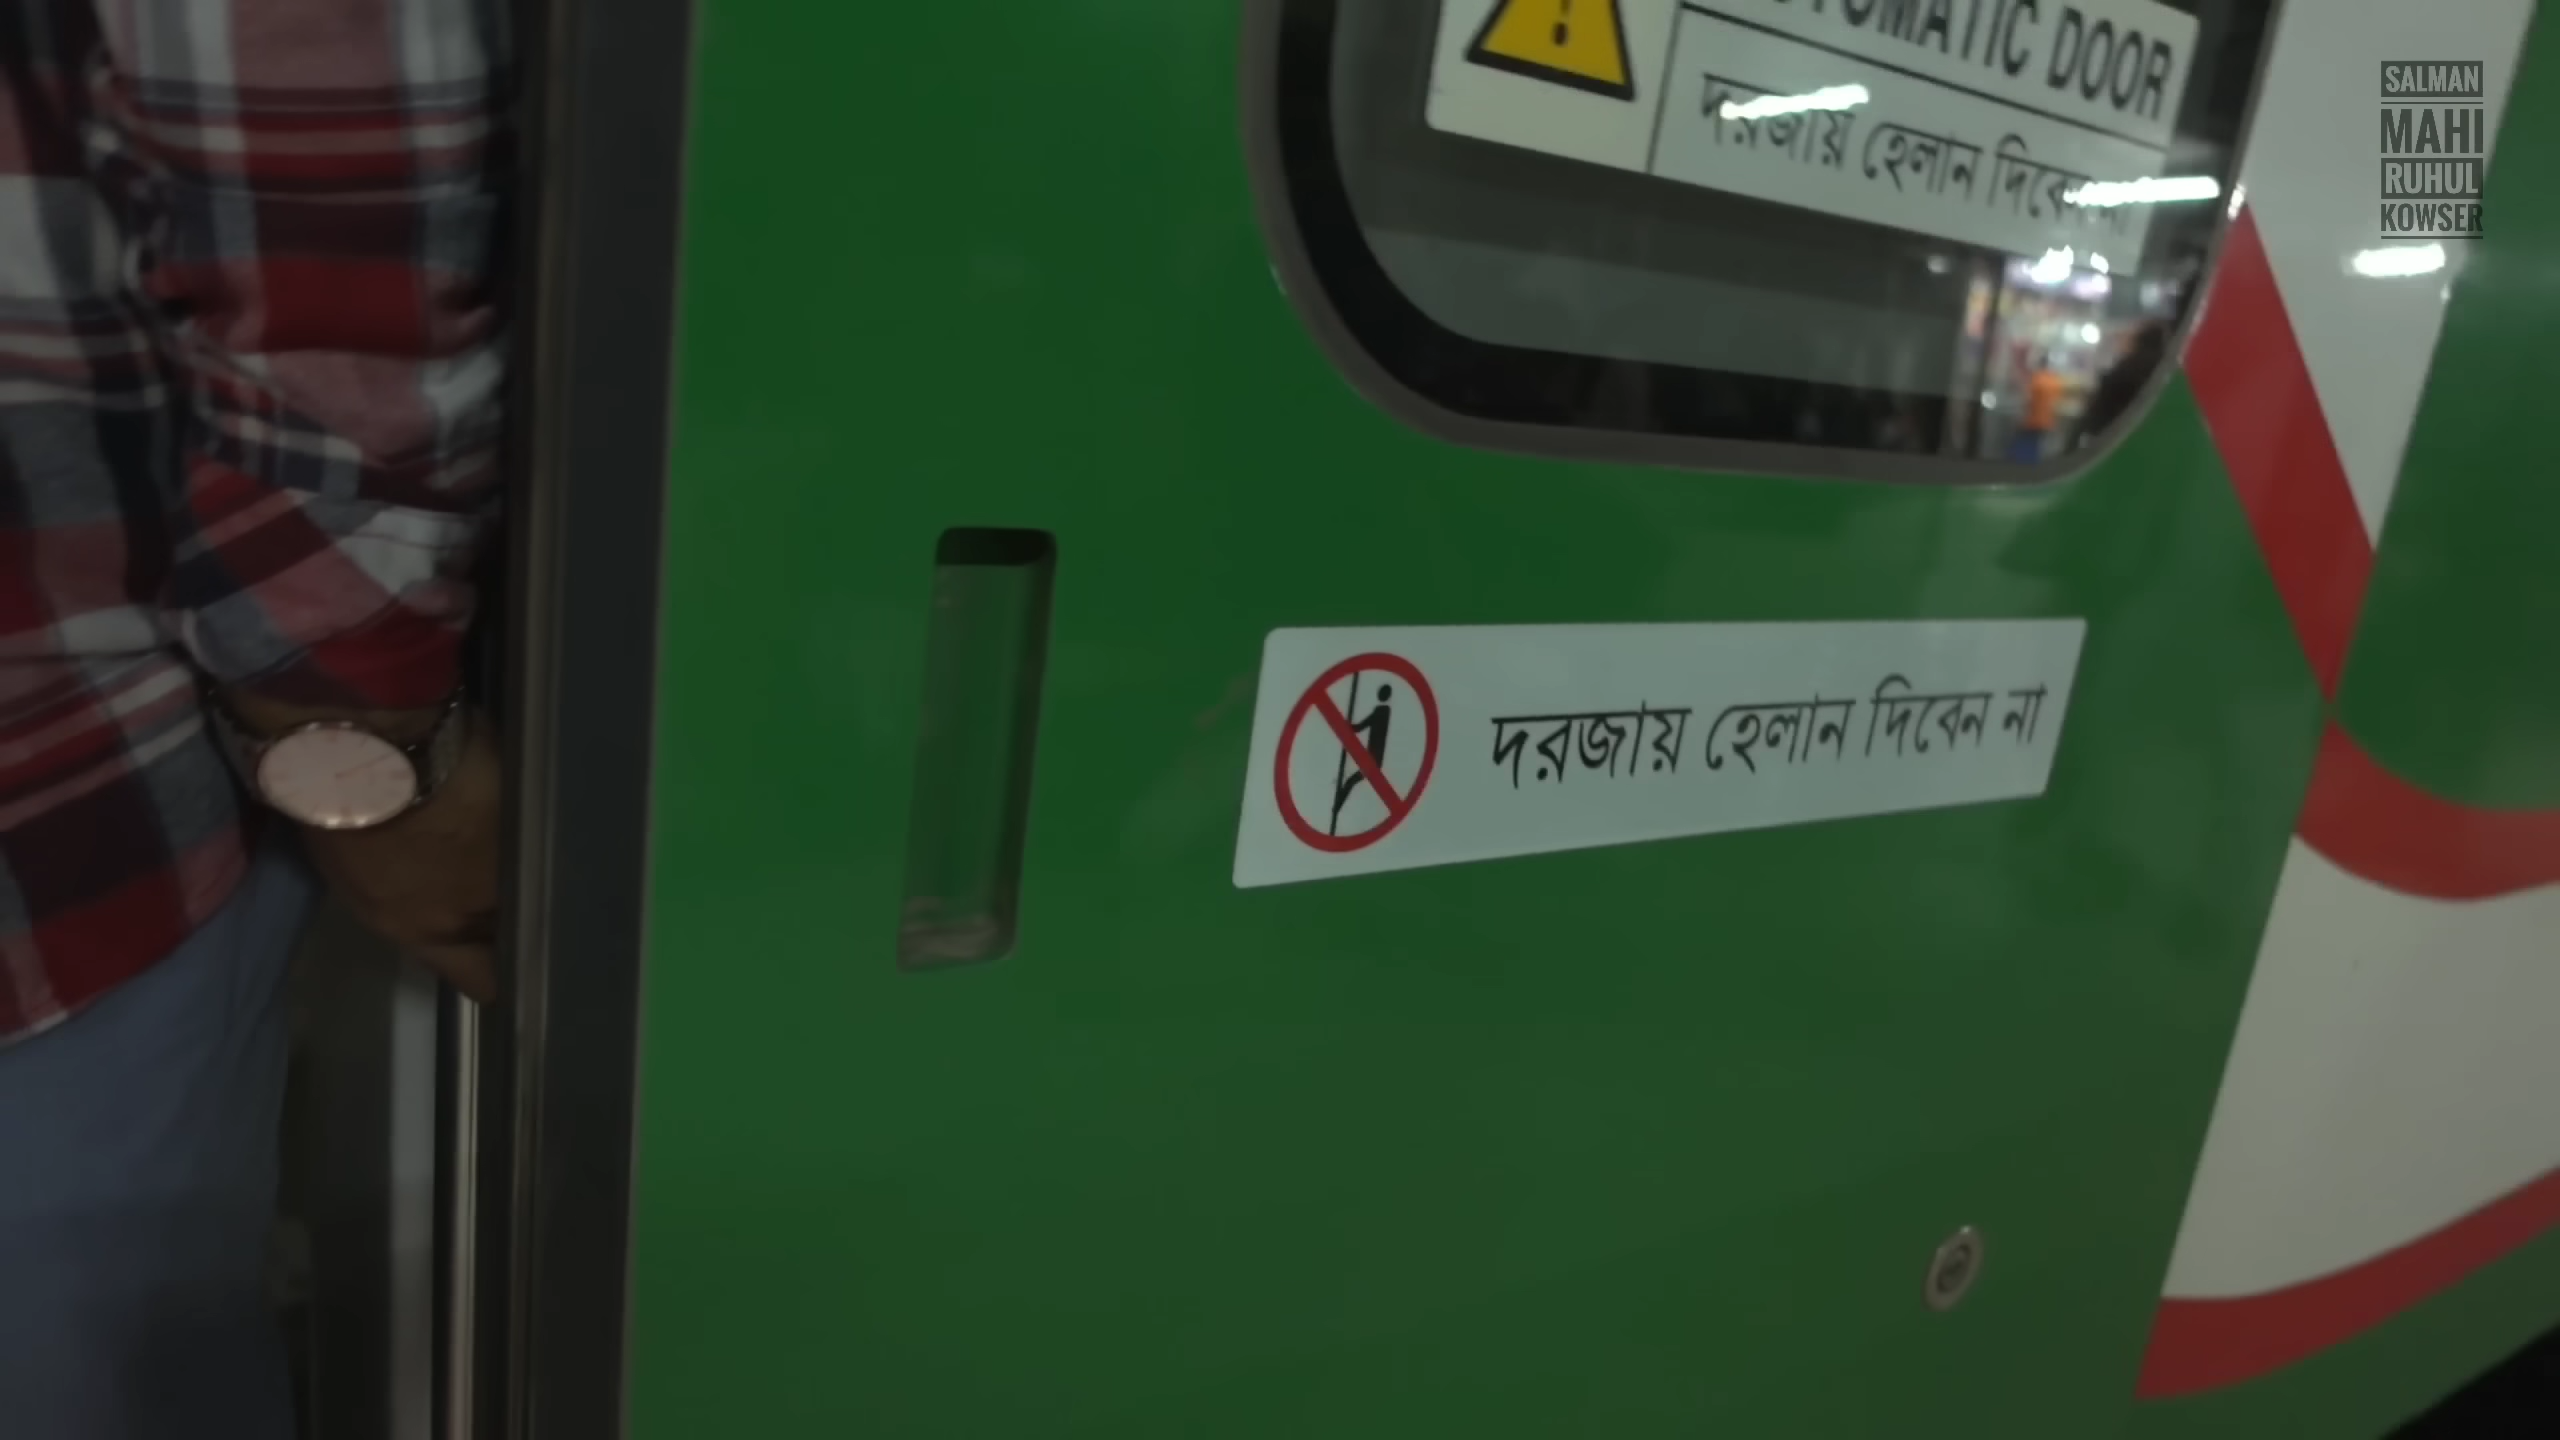 AUTOMATIC DOOR
দরজায় হেলান দিবেন না
SALMAN
MAHI
RUHUL
KOWSER
দরজায় হেলান দিবেন না